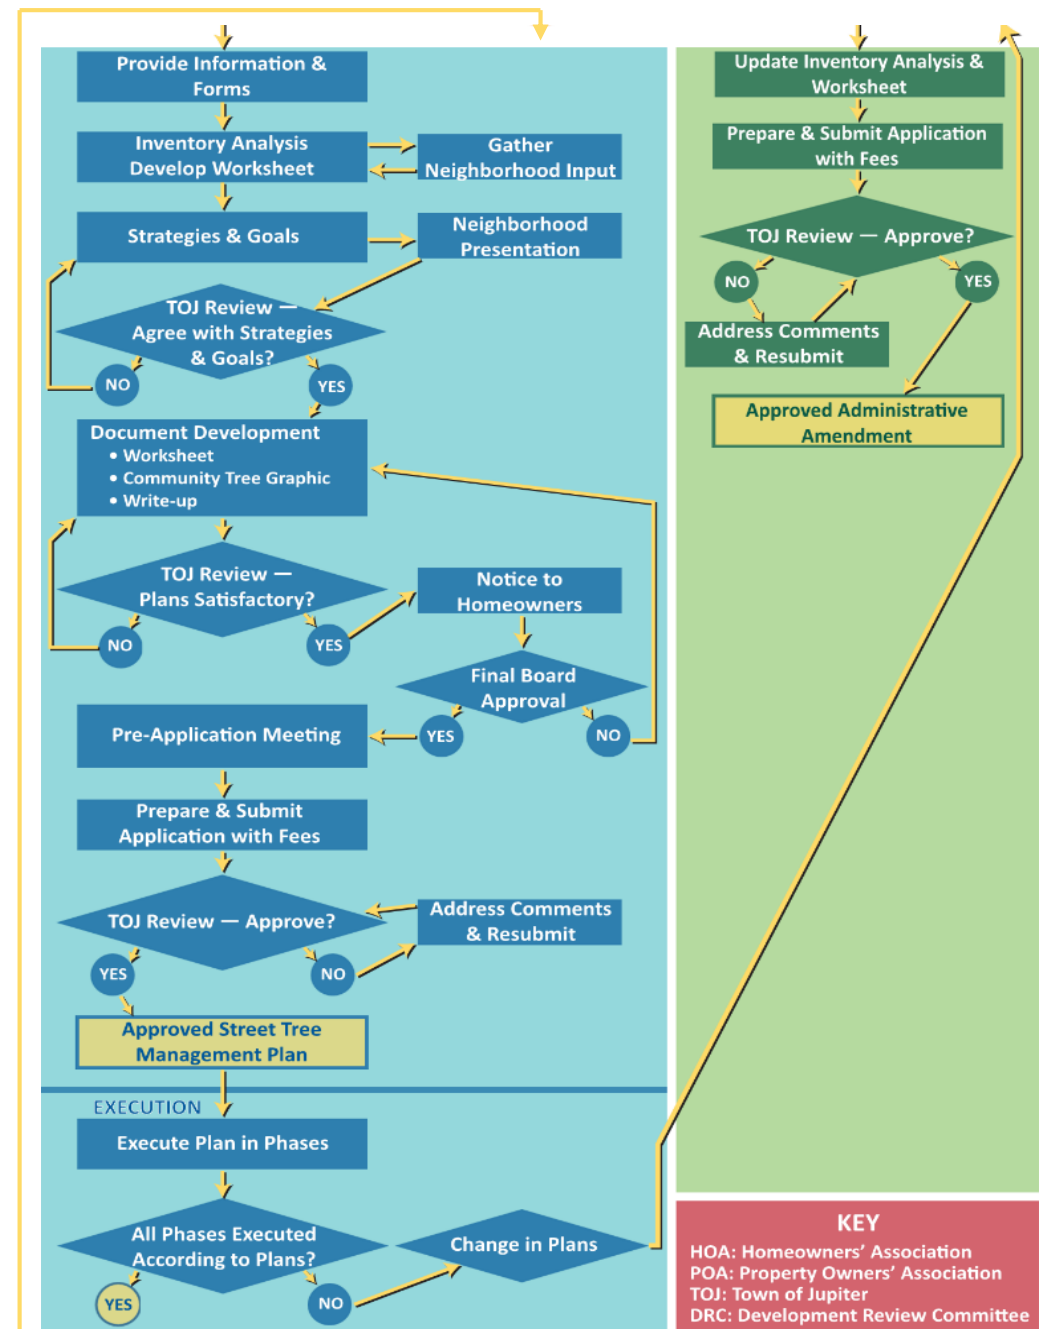 Provide Information &
Forms
Inventory Analysis
Develop Worksheet
Gather
Neighborhood Input
Strategies & Goals
Neighborhood
Presentation
TOJ Review —
Agree with Strategies
& Goals?
NO
YES
Document Development
• Worksheet
• Community Tree Graphic
• Write-up
TOJ Review —
Plans Satisfactory?
NO
YES
Notice to
Homeowners
Final Board
Approval
YES
NO
Pre-Application Meeting
Prepare & Submit
Application with Fees
TOJ Review — Approve?
Address Comments
& Resubmit
YES
NO
Approved Street Tree
Management Plan
EXECUTION
Execute Plan in Phases
All Phases Executed
According to Plans?
YES
NO
Change in Plans
Update Inventory Analysis &
Worksheet
Prepare & Submit Application
with Fees
TOJ Review — Approve?
NO
YES
Address Comments
& Resubmit
Approved Administrative
Amendment
KEY
HOA: Homeowners’ Association
POA: Property Owners’ Association
TOJ: Town of Jupiter
DRC: Development Review Committee